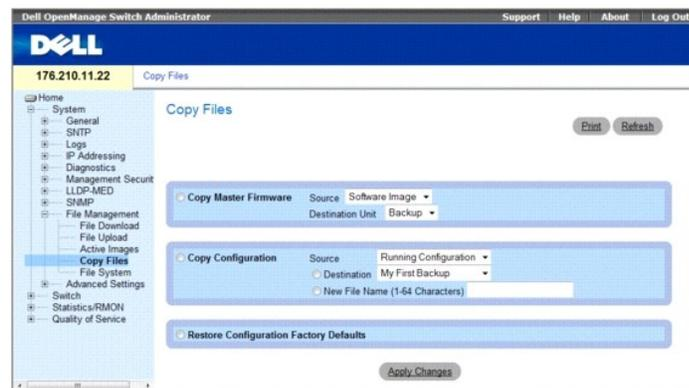 Dell OpenManage Switch Administrator Support Help About Log Out
DELL
176.210.11.22 Copy Files
Home
System
General
SNTP
Logs
IP Addressing
Diagnostics
Management Securit
LLDP-MED
SNMP
File Management
File Download
File Upload
Active Images
Copy Files
File System
Advanced Settings
Switch
Statistics/RMON
Quality of Service
Copy Files
Print Refresh
Copy Master Firmware Source Software Image
Destination Unit Backup
Copy Configuration Source Running Configuration
Destination My First Backup
New File Name (1-64 Characters)
Restore Configuration Factory Defaults
Apply Changes